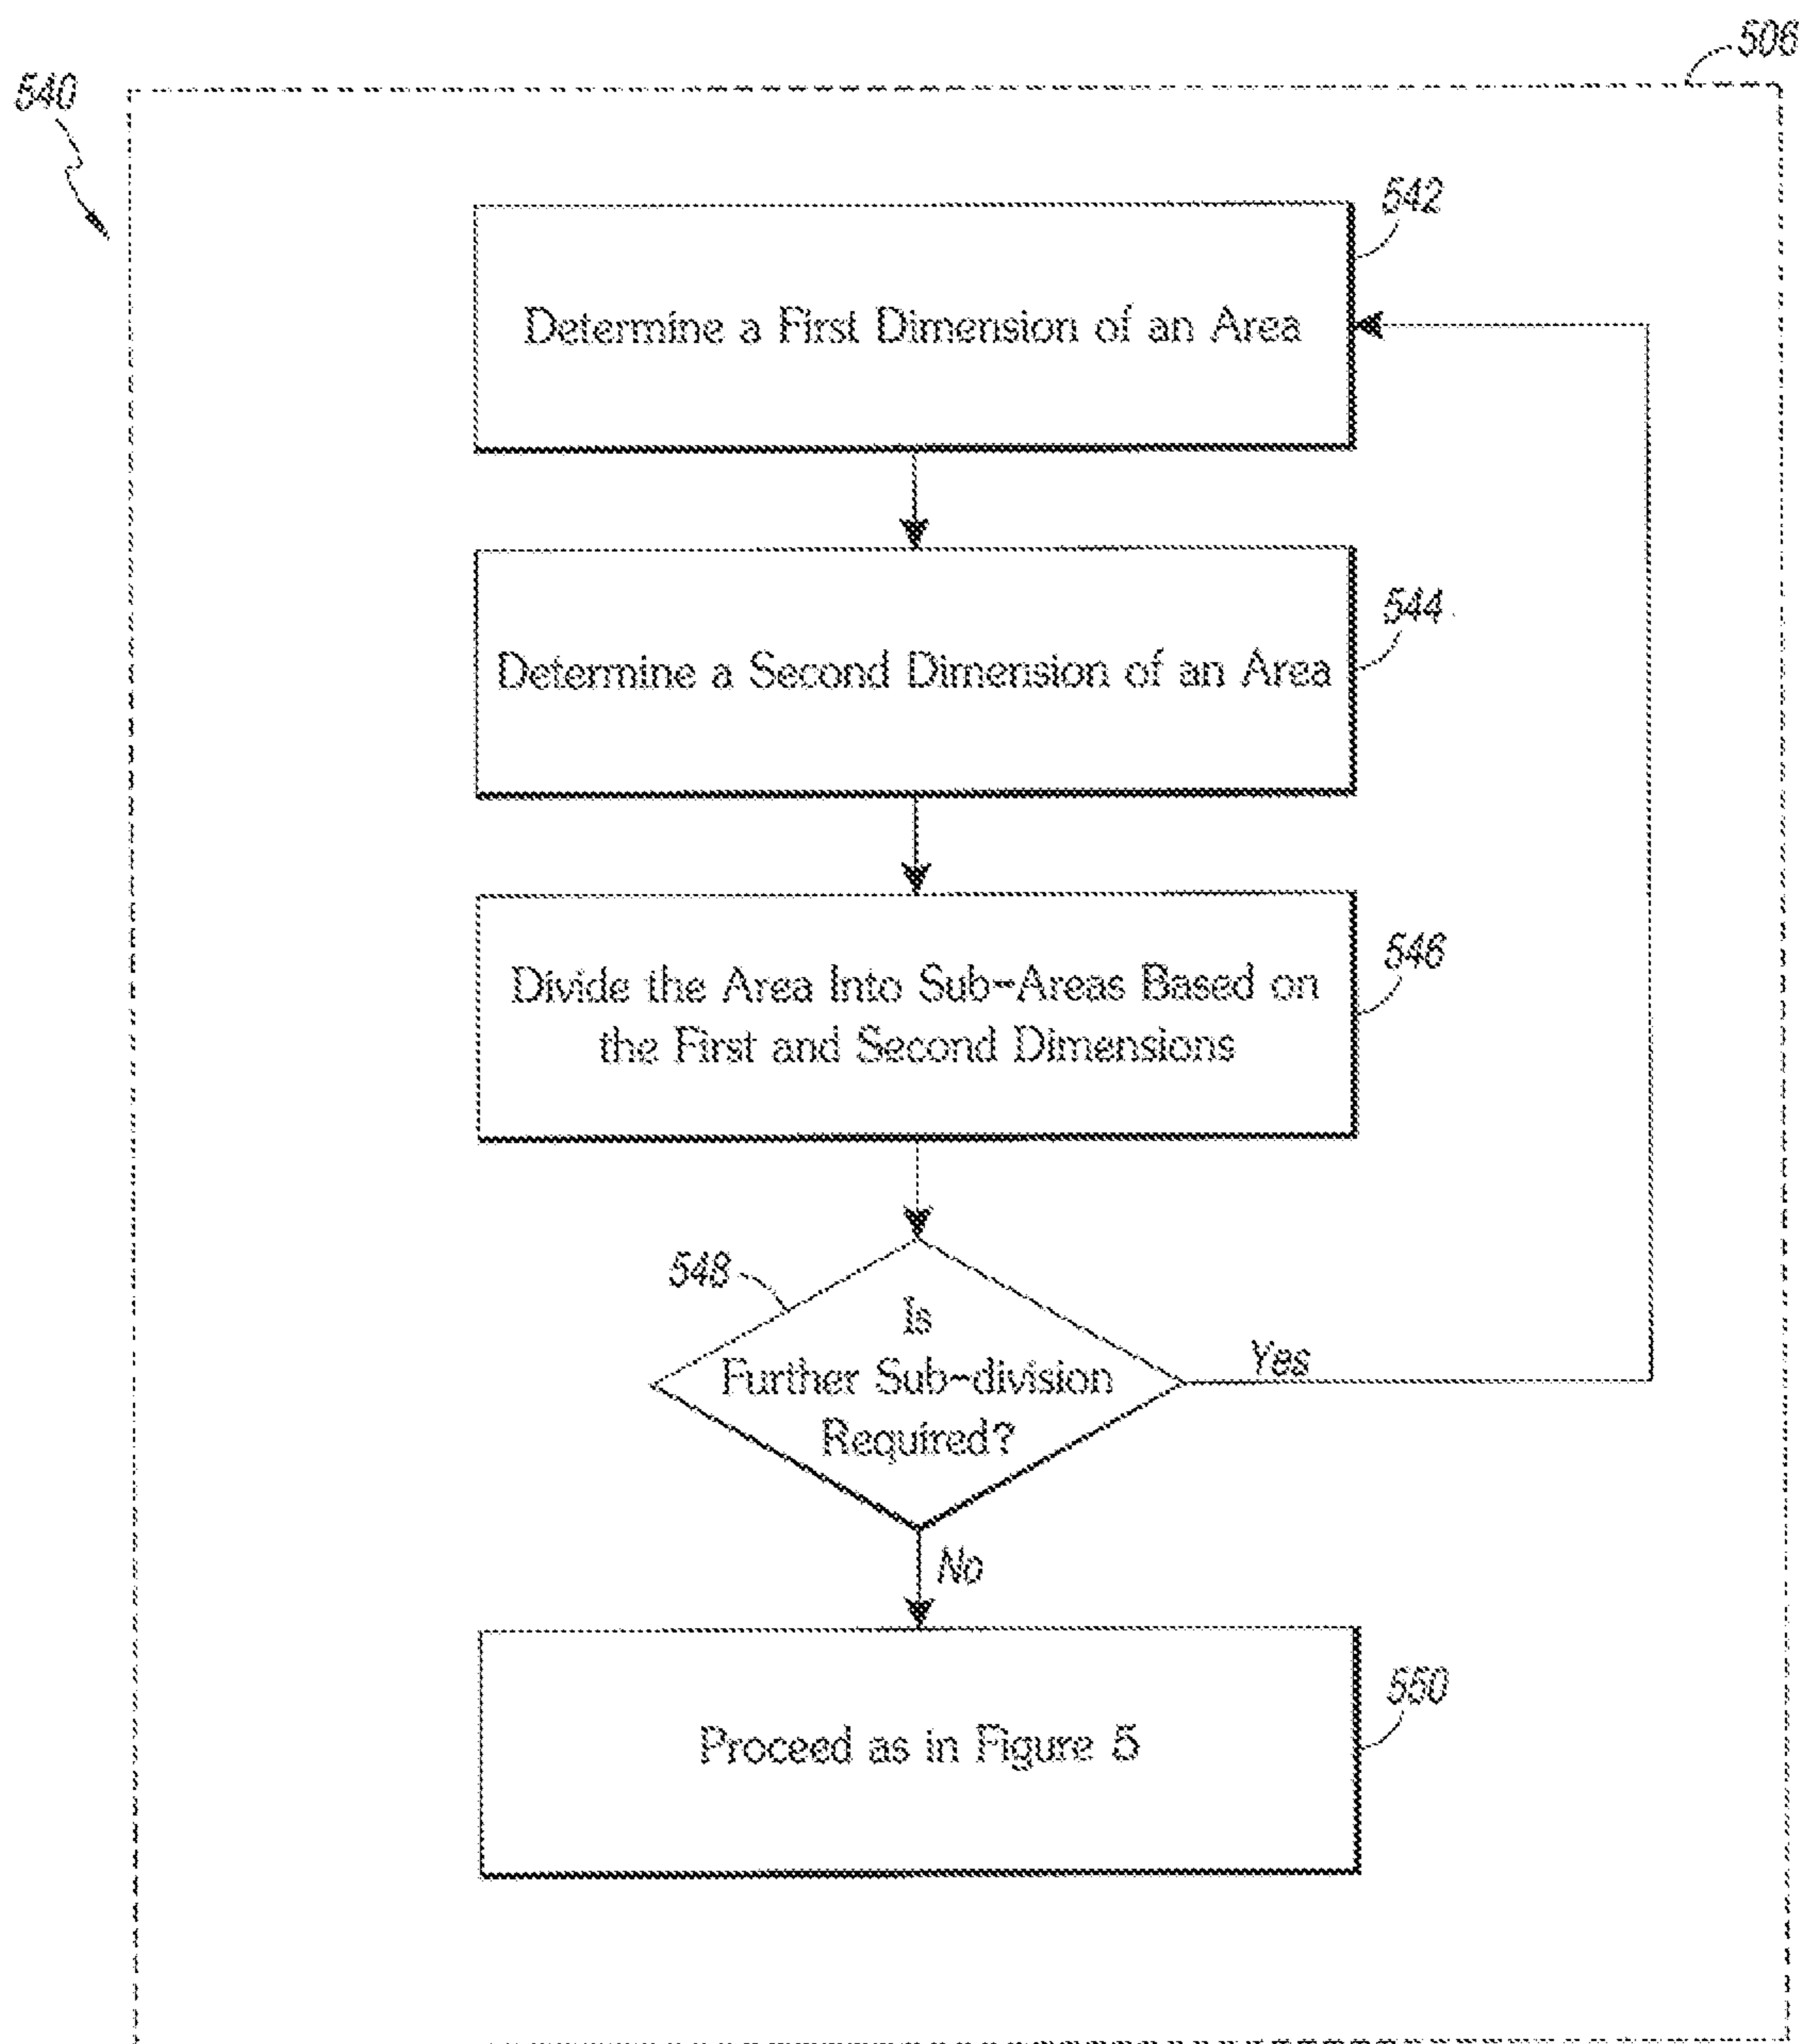 506
540
542
Determine a First Dimension of an Area
544
Determine a Second Dimension of an Area
546
Divide the Area Into Sub-Areas Based on
the First and Second Dimensions
548
Is
Further Sub-division
Required?
Yes
No
550
Proceed as in Figure 5